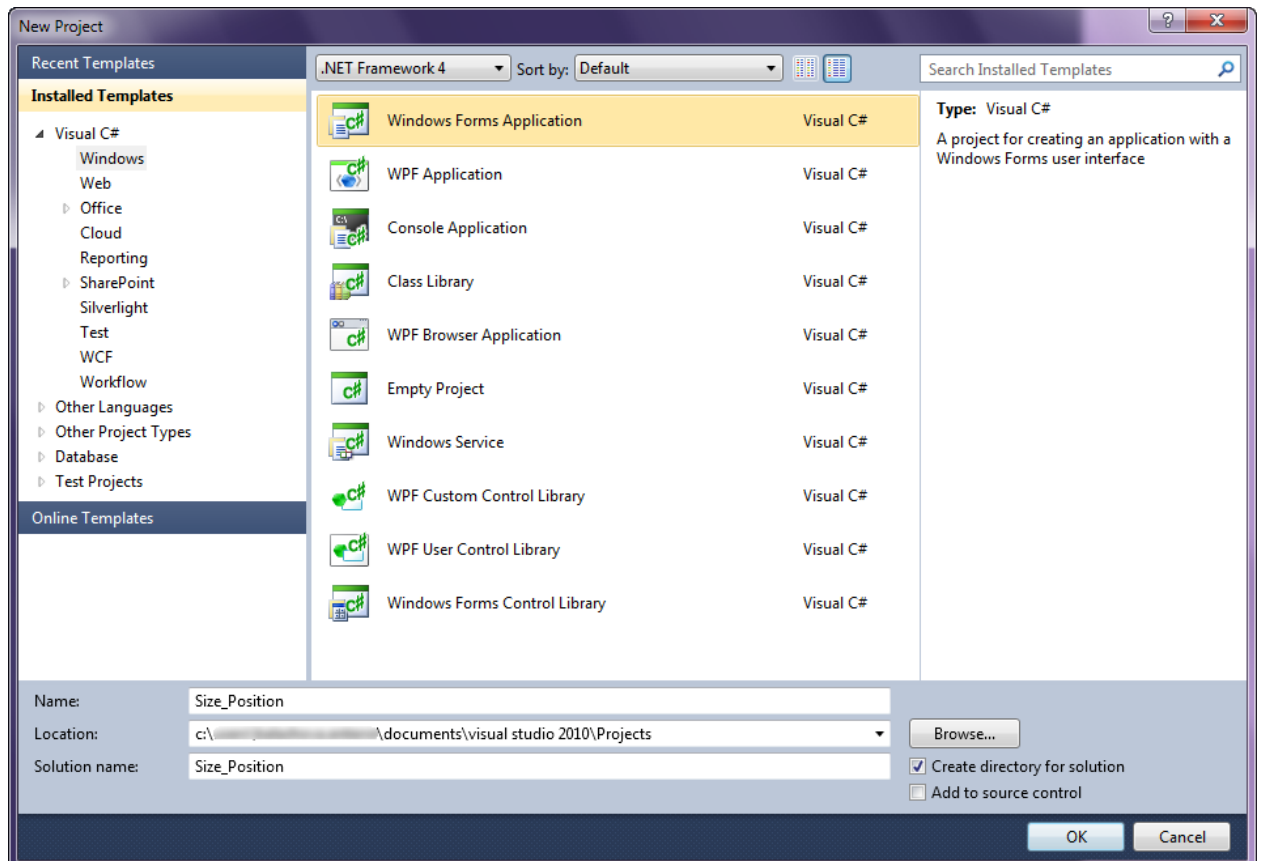 New Project
Recent Templates
Installed Templates
Visual C#
Windows
Web
Office
Cloud
Reporting
SharePoint
Silverlight
Test
WCF
Workflow
Other Languages
Other Project Types
Database
Test Projects
Online Templates
.NET Framework 4 Sort by: Default
Windows Forms Application Visual C#
WPF Application Visual C#
Console Application Visual C#
Class Library Visual C#
WPF Browser Application Visual C#
Empty Project Visual C#
Windows Service Visual C#
WPF Custom Control Library Visual C#
WPF User Control Library Visual C#
Windows Forms Control Library Visual C#
Search Installed Templates
Type: Visual C#
A project for creating an application with a
Windows Forms user interface
Name: Size_Position
Location: c:\ \documents\visual studio 2010\Projects Browse...
Solution name: Size_Position
Create directory for solution
Add to source control
OK Cancel